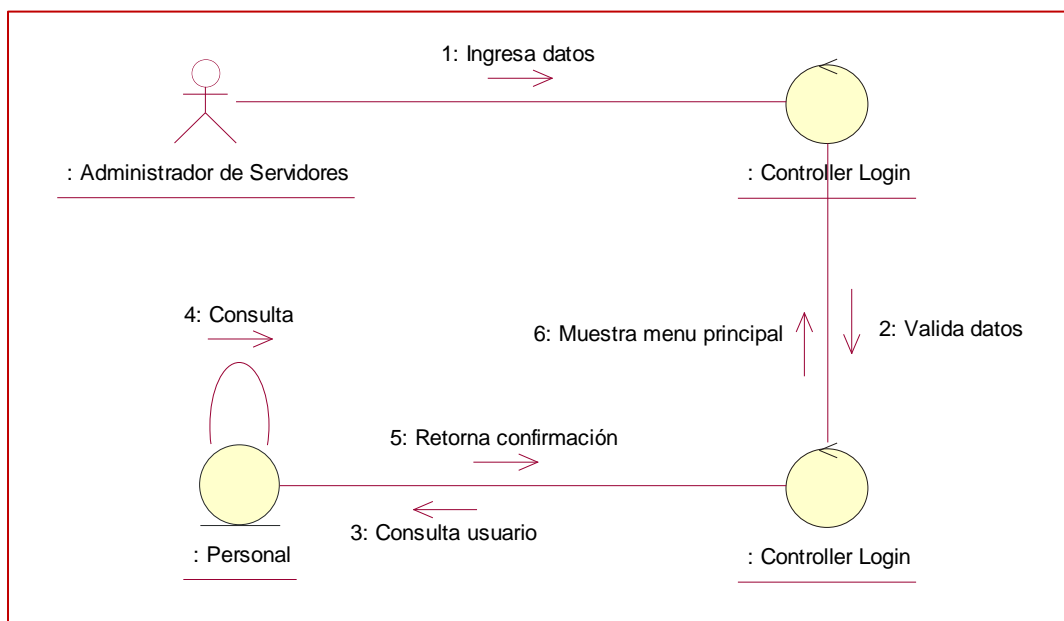 1: Ingresa datos
: Administrador de Servidores
: Controller Login
4: Consulta
6: Muestra menu principal
2: Valida datos
5: Retorna confirmación
3: Consulta usuario
: Personal
: Controller Login